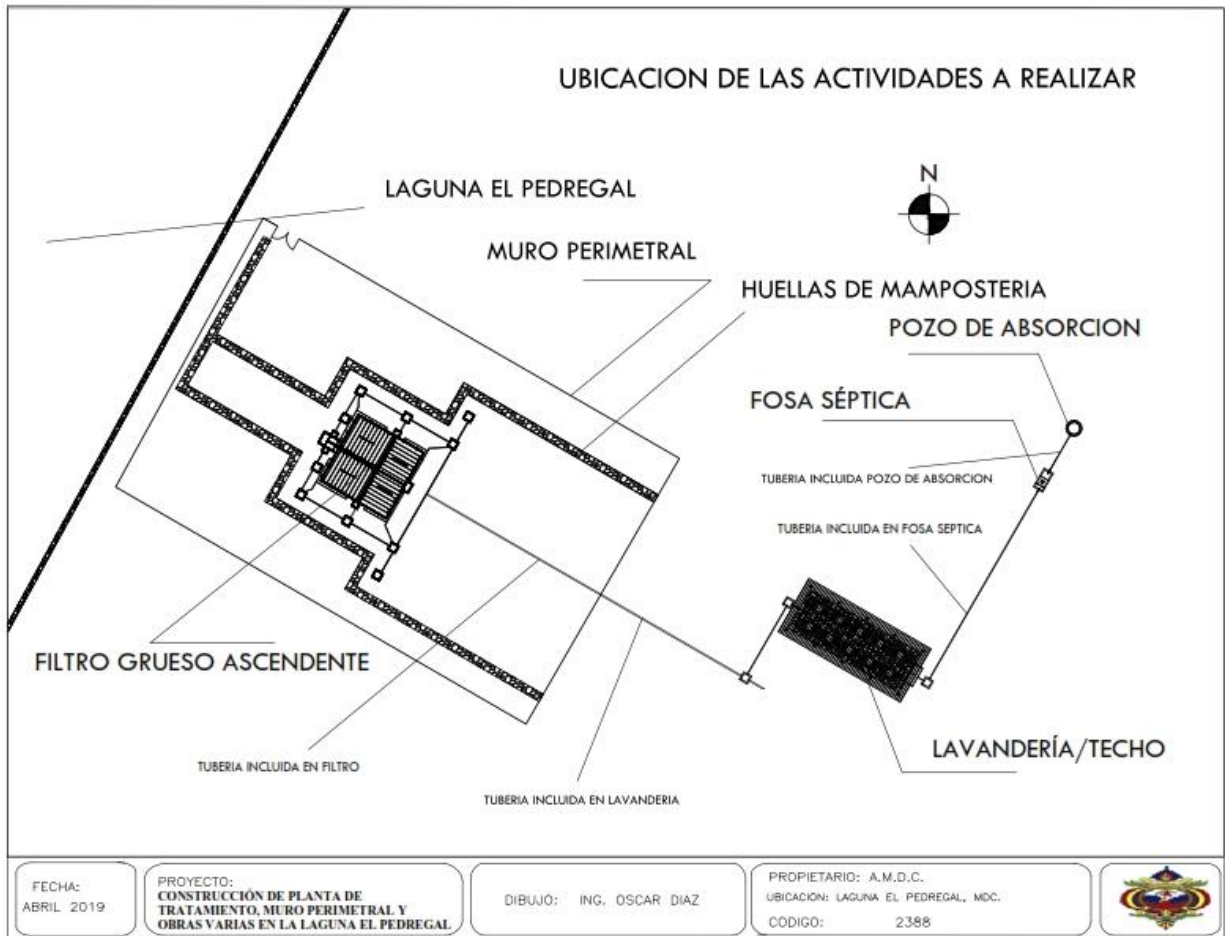 UBICACION DE LAS ACTIVIDADES A REALIZAR
N
LAGUNA EL PEDREGAL
MURO PERIMETRAL
HUELLAS DE MAMPOSTERIA
POZO DE ABSORCION
FOSA SÉPTICA
TUBERIA INCLUIDA POZO DE ABSORCION
TUBERIA INCLUIDA EN FOSA SEPTICA
FILTRO GRUESO ASCENDENTE
LAVANDERÍA/TECHO
TUBERIA INCLUIDA EN FILTRO
TUBERIA INCLUIDA EN LAVANDERIA
FECHA:
ABRIL 2019
PROYECTO:
CONSTRUCCIÓN DE PLANTA DE
TRATAMIENTO, MURO PERIMETRAL Y
OBRAS VARIAS EN LA LAGUNA EL PEDREGAL
DIBUJO: ING. OSCAR DIAZ
PROPIETARIO: A.M.D.C.
UBICACION: LAGUNA EL PEDREGAL, MDC.
CODIGO: 2388